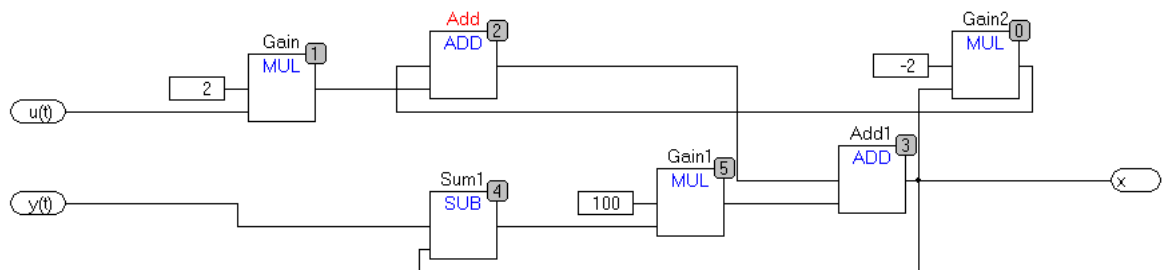 Add
2
ADD
Gain
1
MUL
2
u(t)
Gain2
0
MUL
-2
Add1
3
ADD
Gain1
5
MUL
100
Sum1
4
SUB
y(t)
x